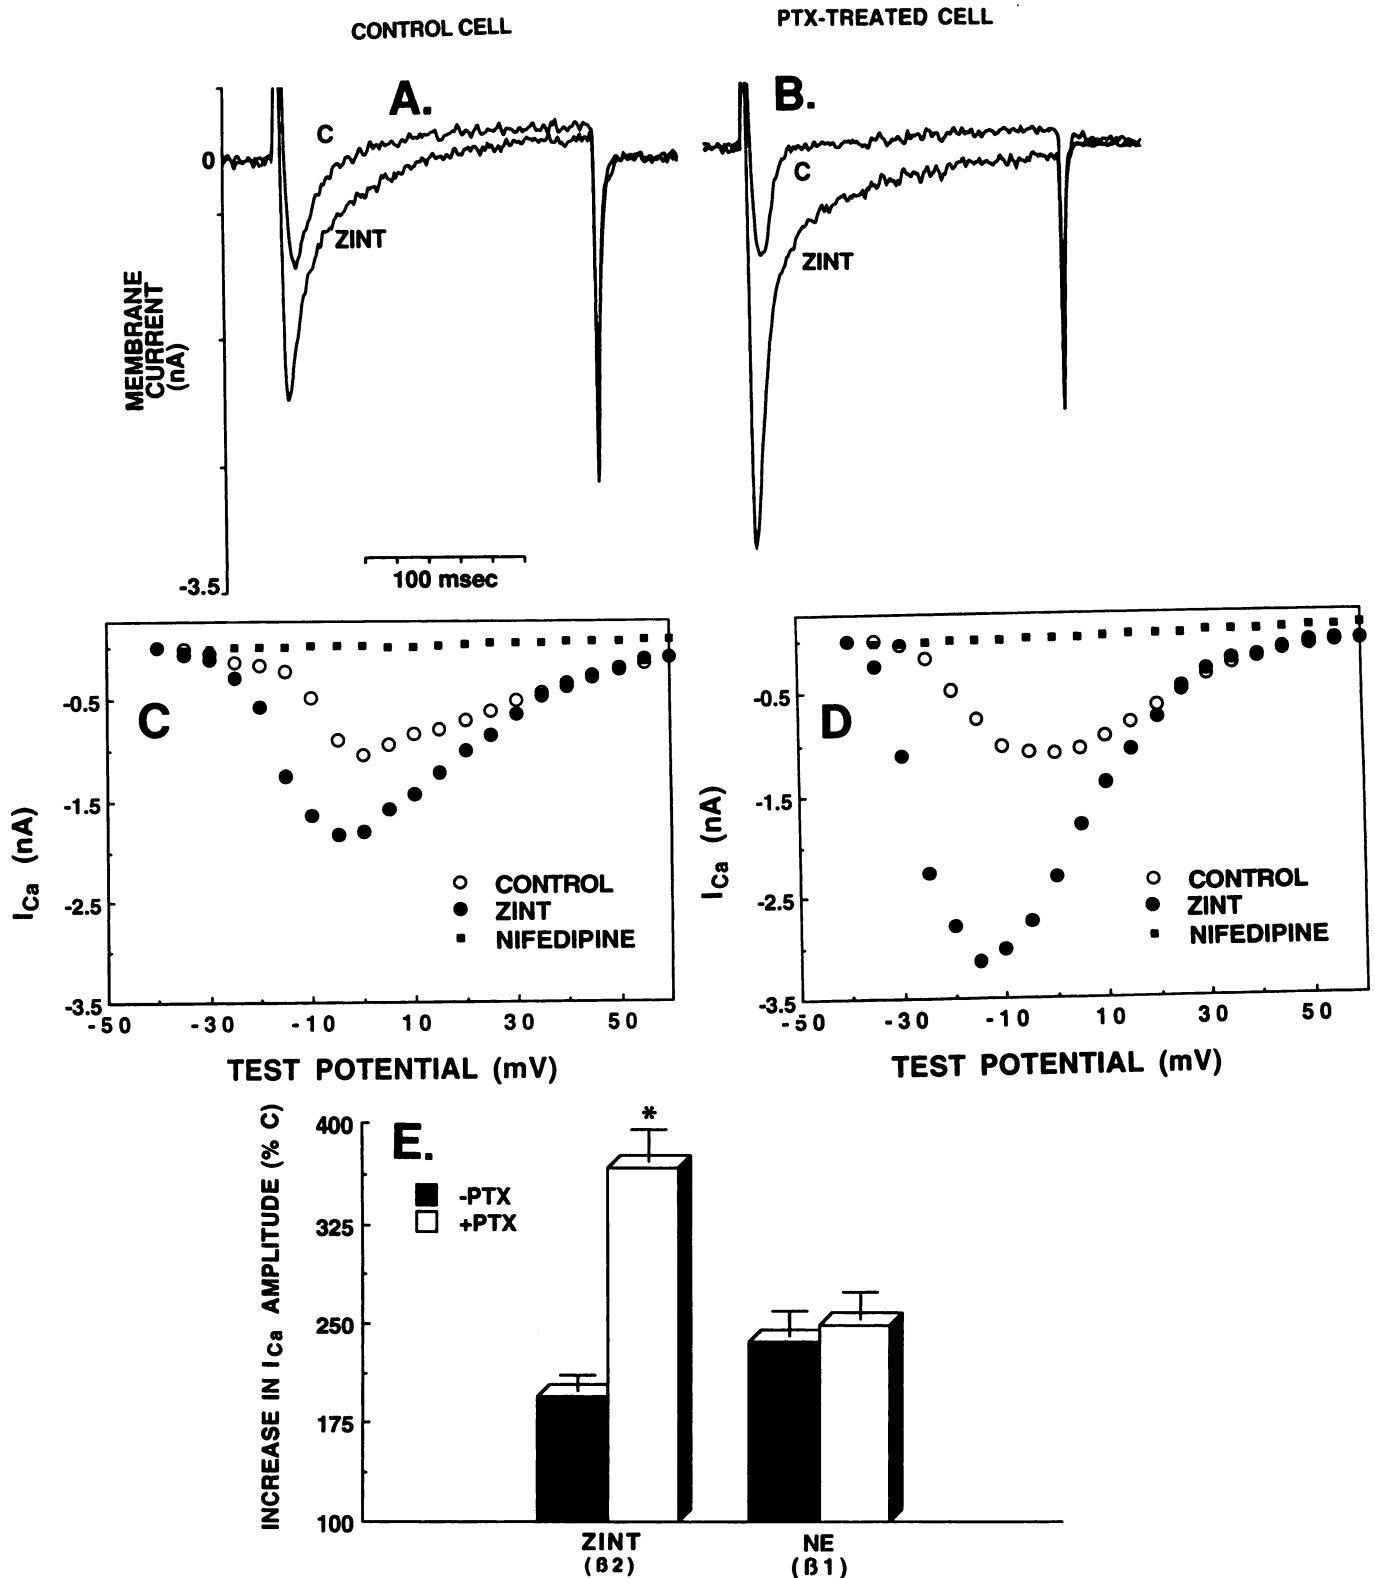 CONTROL CELL
PTX-TREATED CELL
A.
B.
C
C
0
ZINT
ZINT
MEMBRANE
CURRENT
(nA)
-3.5
100 msec
C
D
-0.5
-1.5
-2.5
-3.5
-0.5
-1.5
-2.5
-3.5
ICa (nA)
ICa (nA)
CONTROL
ZINT
NIFEDIPINE
CONTROL
ZINT
NIFEDIPINE
-50 -30 -10 10 30 50
-50 -30 -10 10 30 50
TEST POTENTIAL (mV)
TEST POTENTIAL (mV)
E.
*
INCREASE IN ICa AMPLITUDE (% C)
400
325
250
175
100
-PTX
+PTX
ZINT
(ß2)
NE
(ß1)